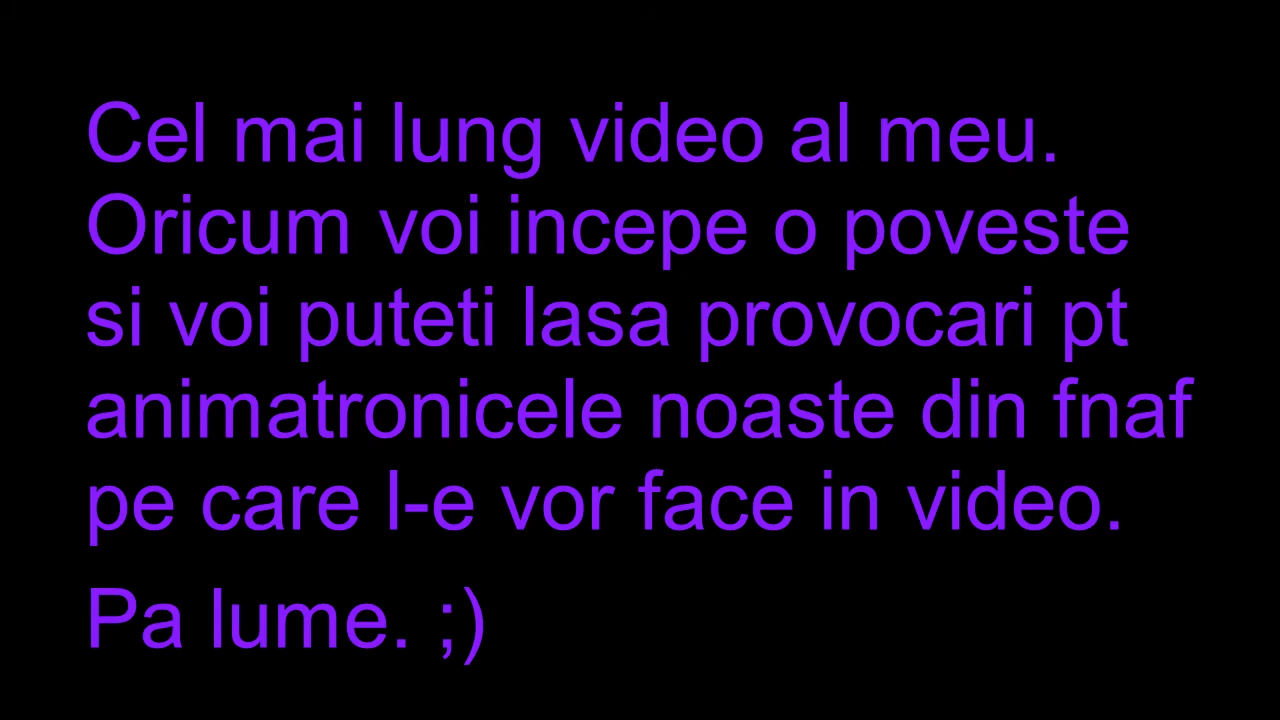 Cel mai lung video al meu.
Oricum voi incepe o poveste
si voi puteti lasa provocari pt
animatronicele noaste din fnaf
pe care l-e vor face in video.
Pa lume. ;)